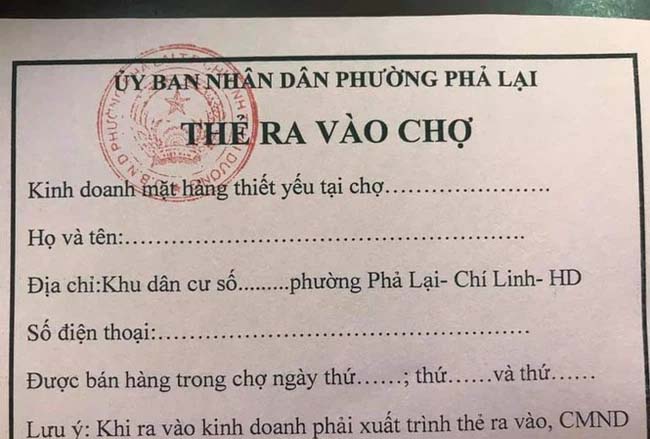 ỦY BAN NHÂN DÂN PHƯỜNG PHẢ LẠI
THẺ RA VÀO CHỢ
Kinh doanh mặt hàng thiết yếu tại chợ........................
Họ và tên:............................................................
Địa chỉ:Khu dân cư số.........phường Phả Lại- Chí Linh- HD
Số điện thoại:........................................................
Được bán hàng trong chợ ngày thứ......; thứ......và thứ......
Lưu ý: Khi ra vào kinh doanh phải xuất trình thẻ ra vào, CMND